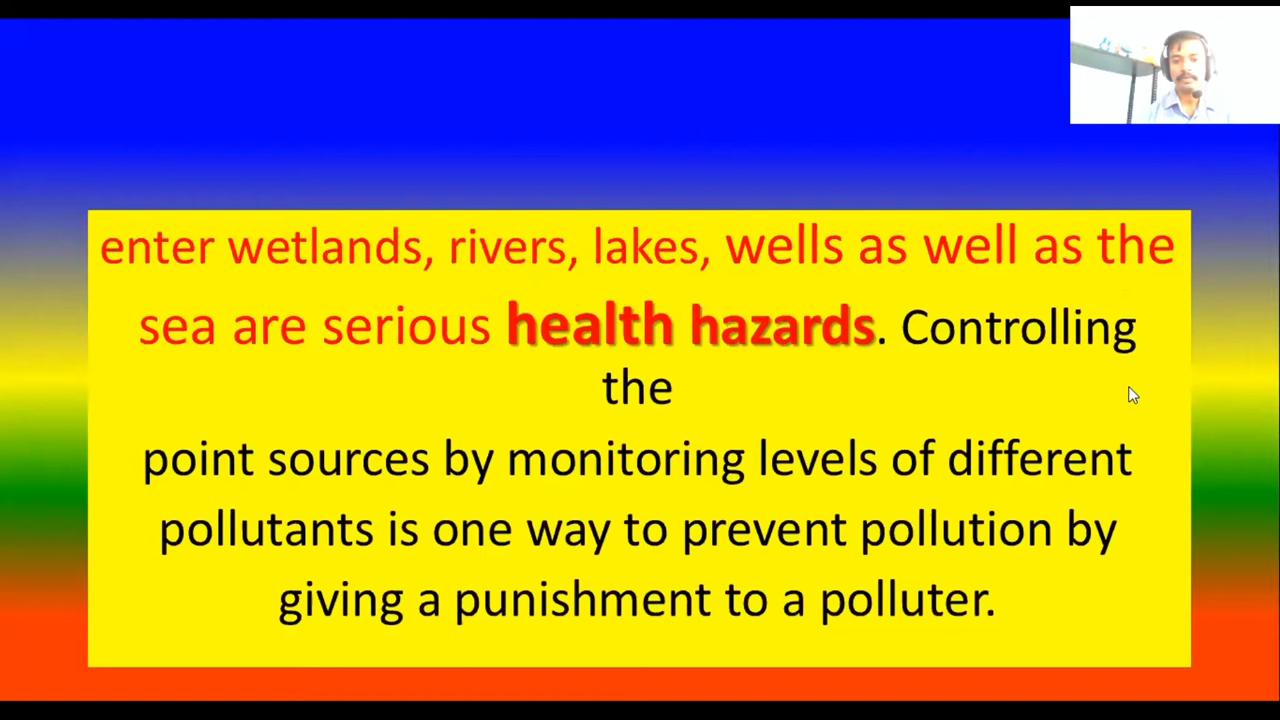 enter wetlands, rivers, lakes, wells as well as the
sea are serious health hazards. Controlling
the
point sources by monitoring levels of different
pollutants is one way to prevent pollution by
giving a punishment to a polluter.